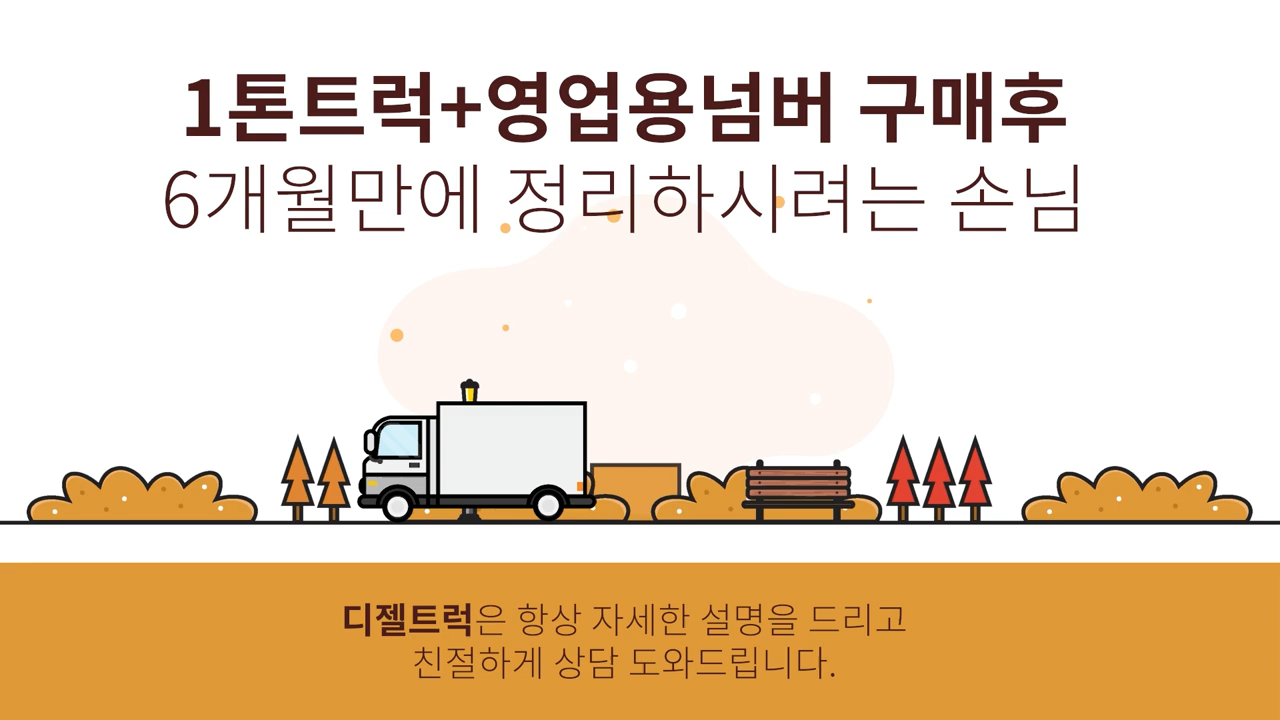 1톤트럭+영업용넘버 구매후
6개월만에 정리하시려는 손님
디젤트럭은 항상 자세한 설명을 드리고
친절하게 상담 도와드립니다.